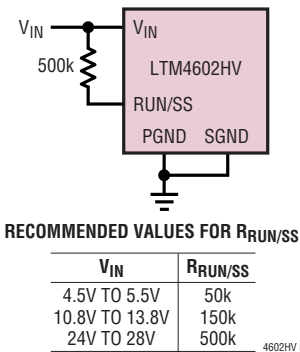 VIN
VIN
500k
LTM4602HV
RUN/SS
PGND SGND
RECOMMENDED VALUES FOR RRUN/SS
VIN RRUN/SS
4.5V TO 5.5V 50k
10.8V TO 13.8V 150k
24V TO 28V 500k
4602HV